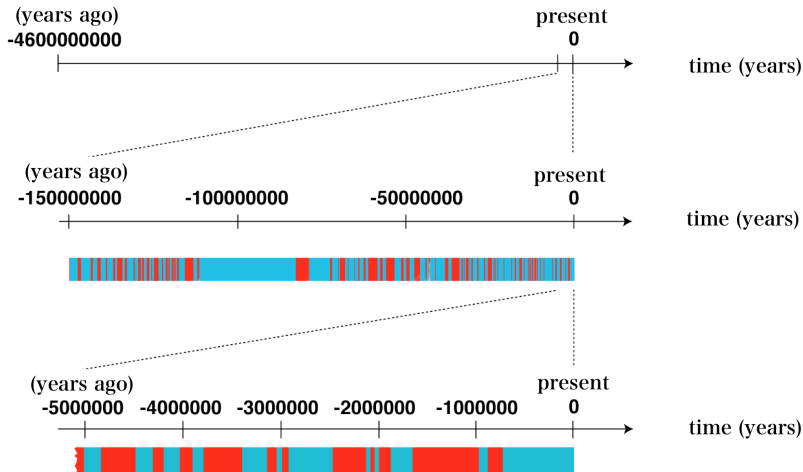 (years ago) present
-4600000000 0
time (years)
(years ago) present
-150000000 -100000000 -50000000 0
time (years)
(years ago) present
-5000000 -4000000 -3000000 -2000000 -1000000 0
time (years)